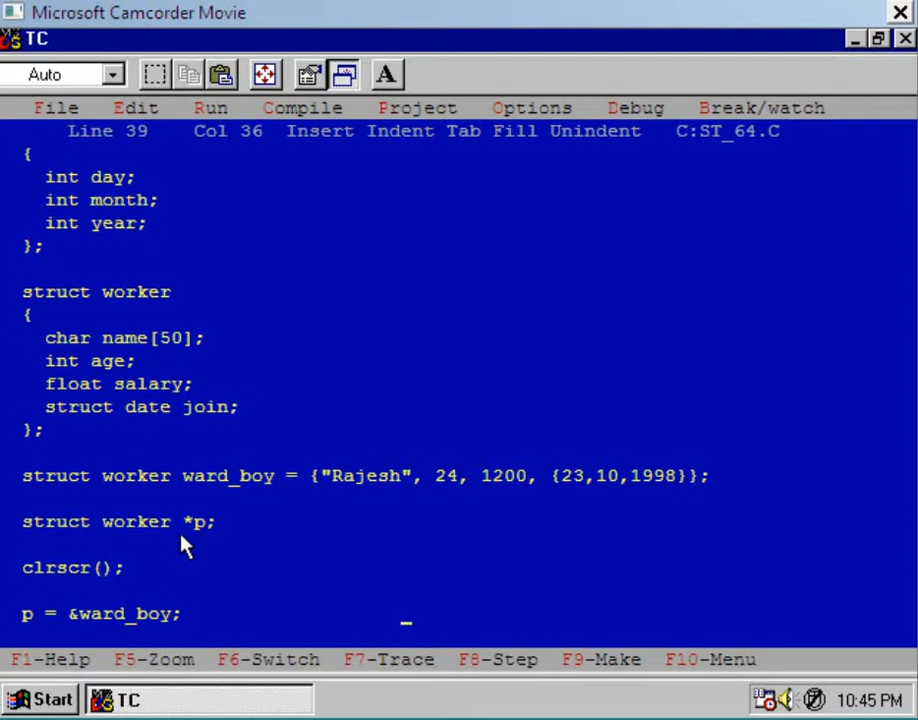 Microsoft Camcorder Movie
TC
Auto
A
File Edit Run Compile Project Options Debug Break/watch
Line 39 Col 36 Insert Indent Tab Fill Unindent C:ST_64.C
{
int day;
int month;
int year;
};
struct worker
{
char name[50];
int age;
float salary;
struct date join;
};
struct worker ward_boy = {"Rajesh", 24, 1200, {23,10,1998}};
struct worker *p;
clrscr();
p = &ward_boy;
F1-Help F5-Zoom F6-Switch F7-Trace F8-Step F9-Make F10-Menu
Start TC 10:45 PM